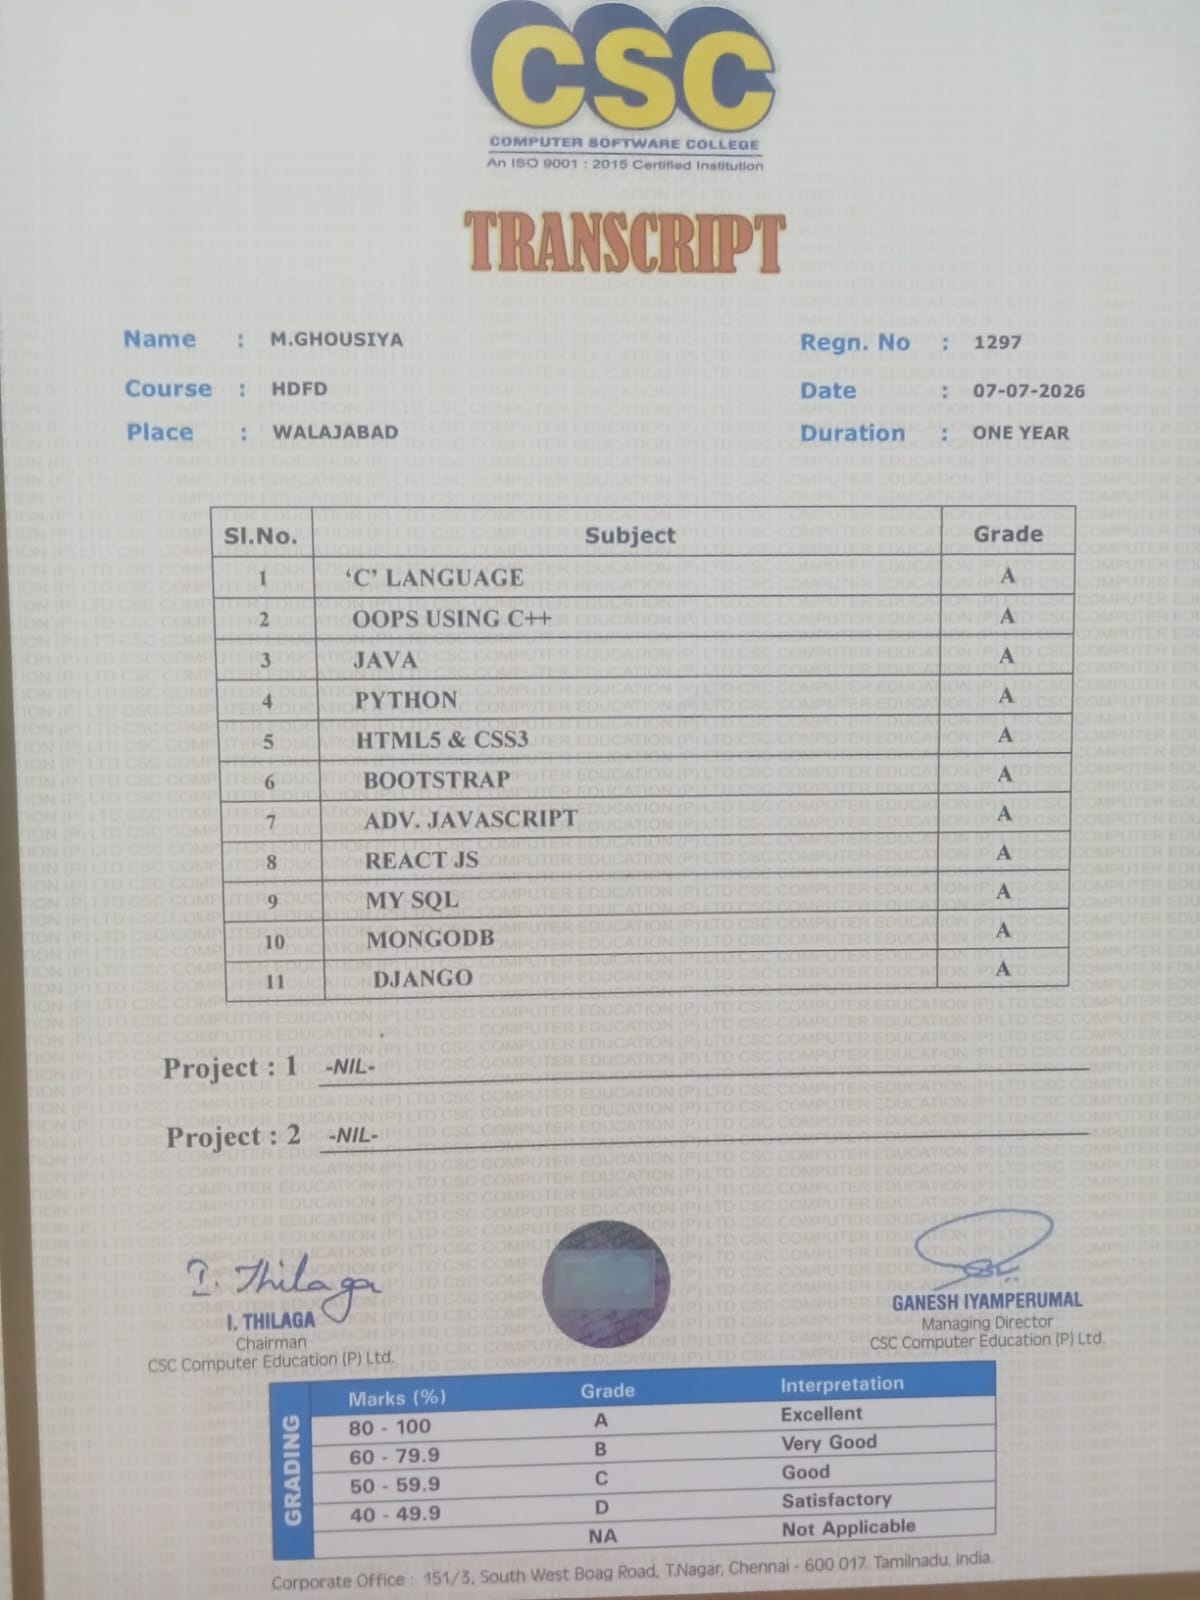 CSC
COMPUTER SOFTWARE COLLEGE
An ISO 9001 : 2015 Certified Institution
TRANSCRIPT
Name : M.GHOUSIYA
Regn. No : 1297
Course : HDFD
Date : 07-07-2026
Place : WALAJABAD
Duration : ONE YEAR
Sl.No. Subject Grade
1 ‘C’ LANGUAGE A
2 OOPS USING C++ A
3 JAVA A
4 PYTHON A
5 HTML5 & CSS3 A
6 BOOTSTRAP A
7 ADV. JAVASCRIPT A
8 REACT JS A
9 MY SQL A
10 MONGODB A
11 DJANGO A
Project : 1 -NIL-
Project : 2 -NIL-
I. Thilaga
I. THILAGA
Chairman
CSC Computer Education (P) Ltd.
GANESH IYAMPERUMAL
Managing Director
CSC Computer Education (P) Ltd.
GRADING
Marks (%) Grade Interpretation
80 - 100 A Excellent
60 - 79.9 B Very Good
50 - 59.9 C Good
40 - 49.9 D Satisfactory
NA Not Applicable
Corporate Office : 151/3, South West Boag Road, T.Nagar, Chennai - 600 017. Tamilnadu. India.